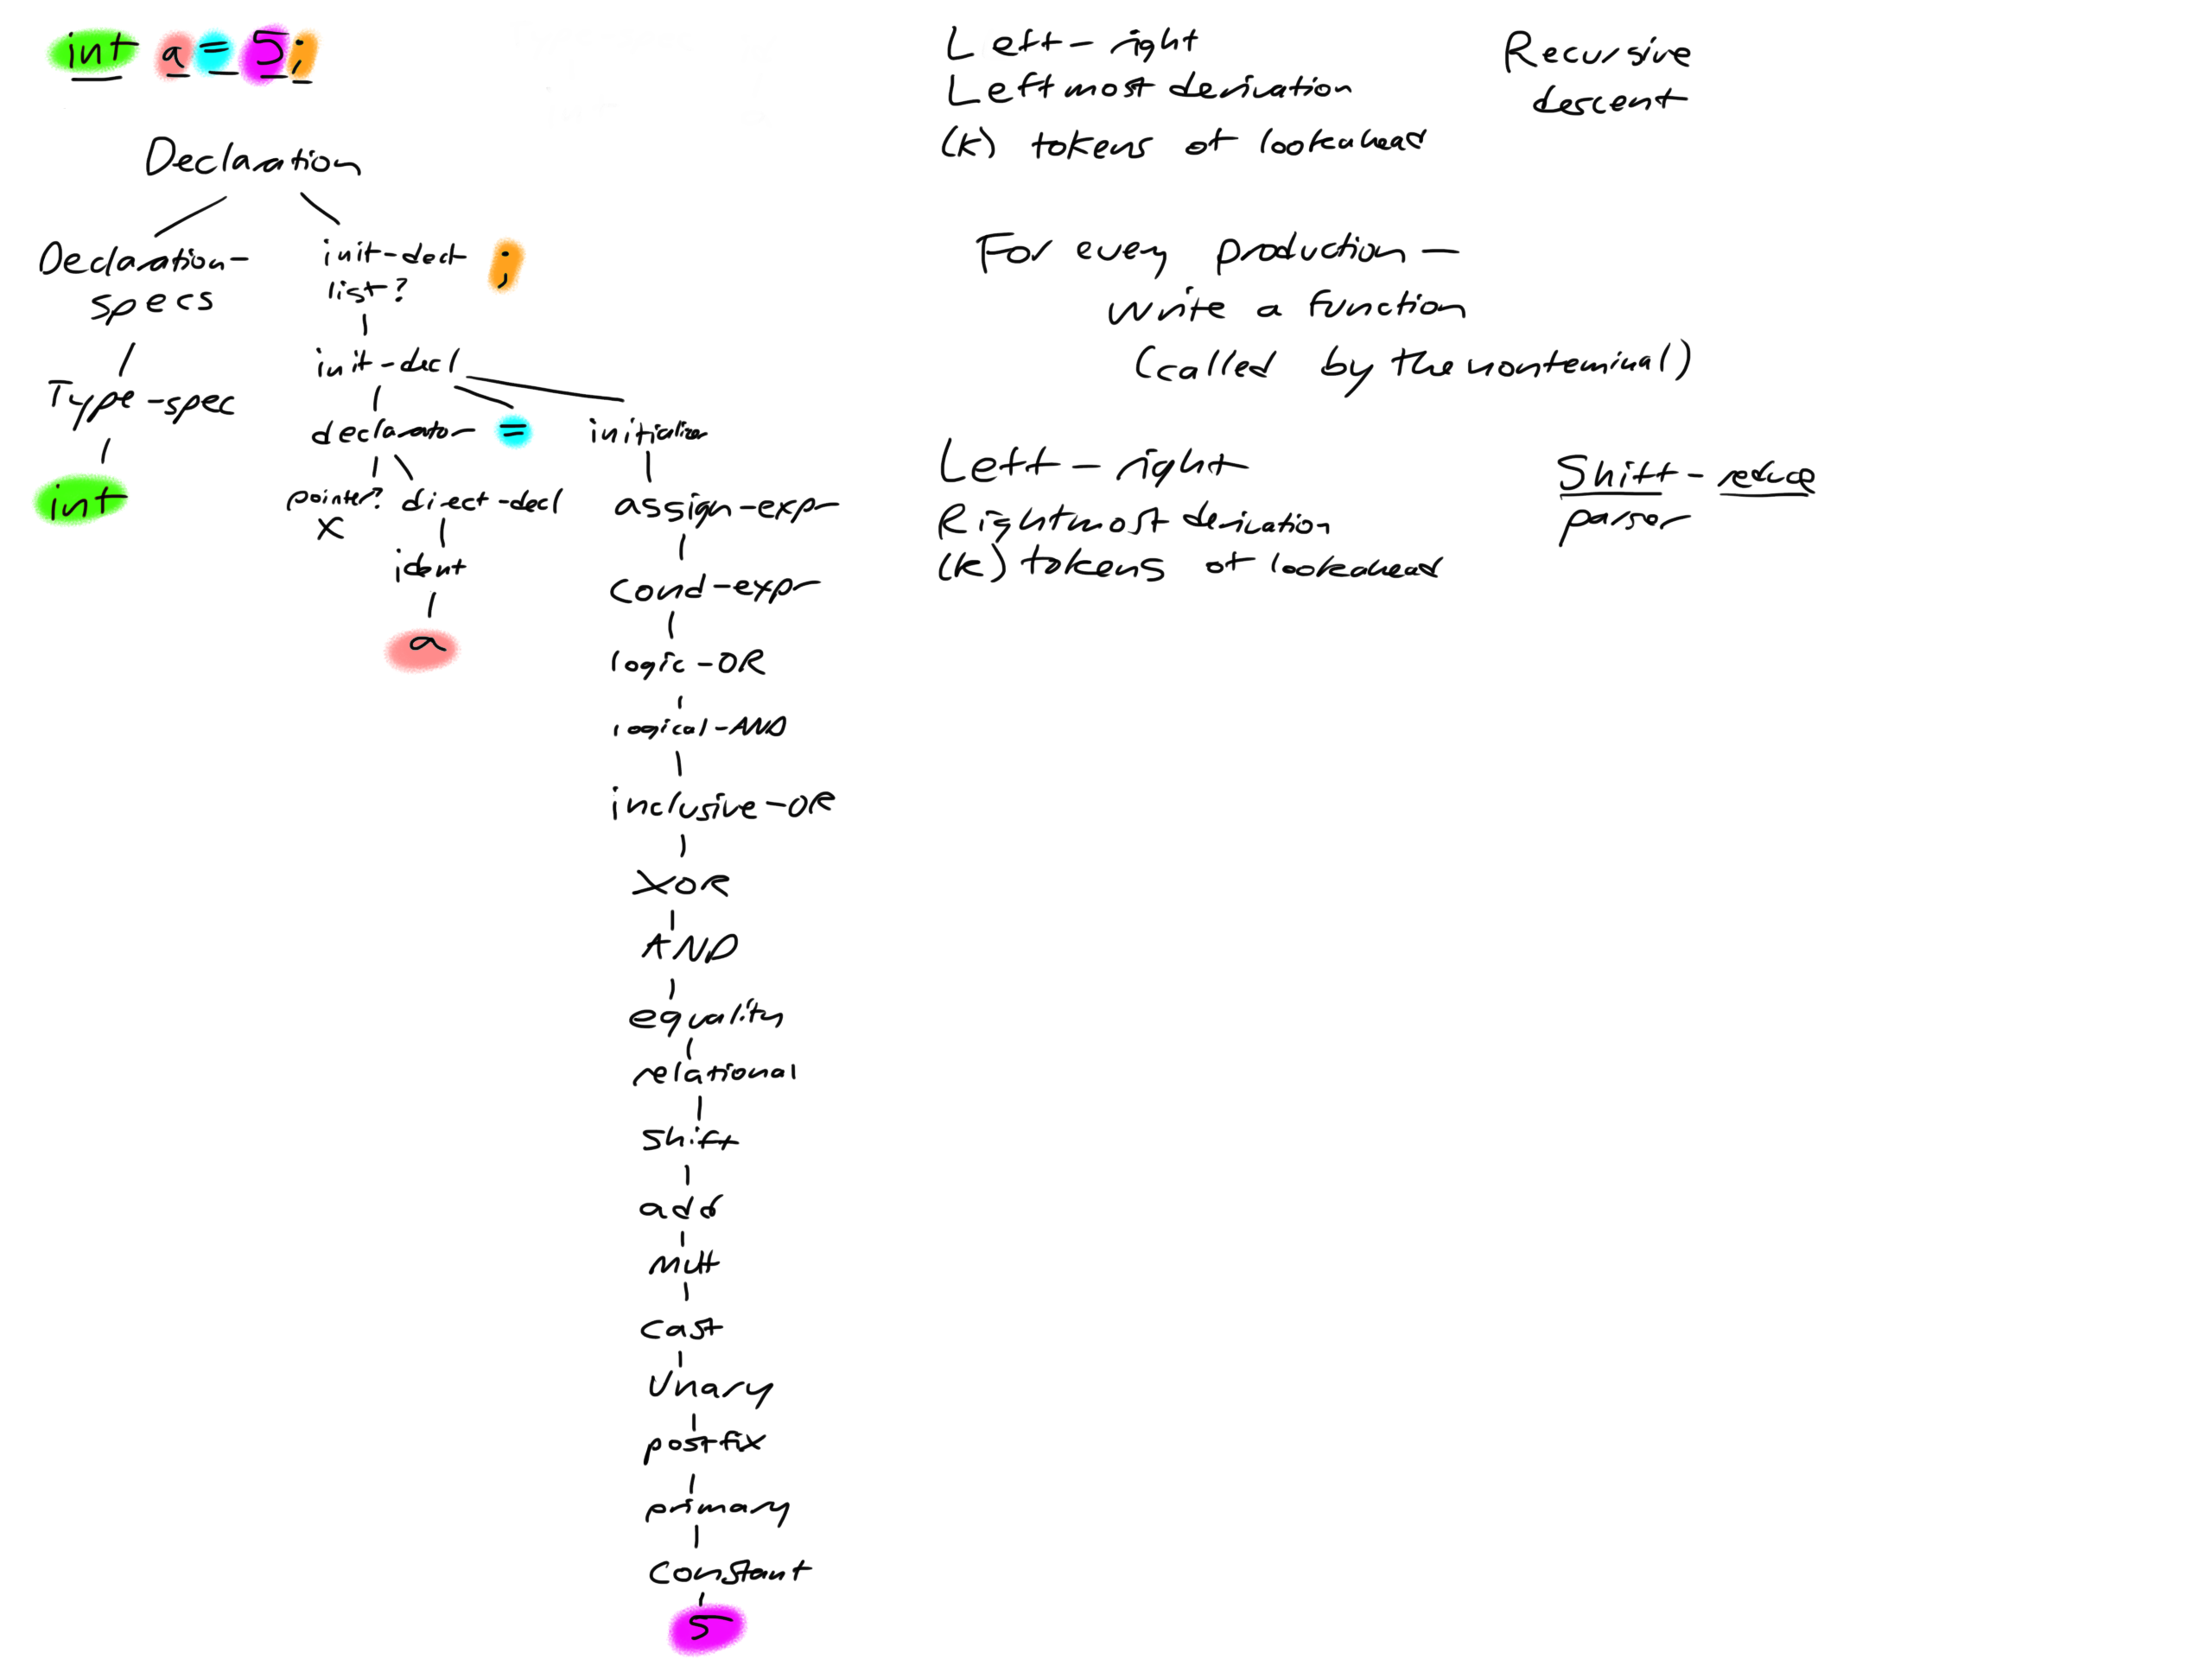 int a = 5;
Declaration
Declaration-
specs
init-decl
list?
;
Type-spec
int
init-decl
declarator = initializer
pointer? direct-decl
X
ident
a
assign-expr
cond-expr
logic-OR
logical-AND
inclusive-OR
XOR
AND
equality
relational
shift
add
mult
cast
Unary
postfix
primary
constant
5
Left-right
Leftmost derivation
(k) tokens of lookahead
Recursive
descent
For every production—
write a function
(called by the nonteminal)
Left-right
Rightmost derivation
(k) tokens of lookahead
Shift-reduce
parser